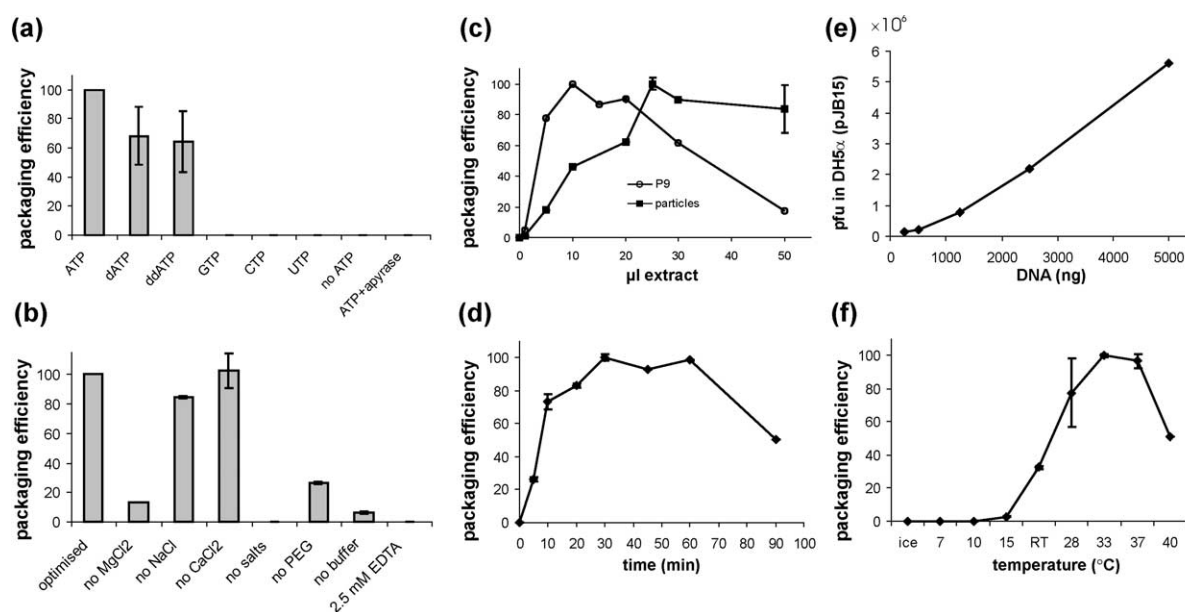 (a)
packaging efficiency
100
80
60
40
20
0
ATP
dATP
ddATP
GTP
CTP
UTP
no ATP
ATP+apyrase
(b)
packaging efficiency
100
80
60
40
20
0
optimised
no MgCl2
no NaCl
no CaCl2
no salts
no PEG
no buffer
2.5 mM EDTA
(c)
packaging efficiency
100
80
60
40
20
0
P9
particles
0 10 20 30 40 50
µl extract
(d)
packaging efficiency
100
80
60
40
20
0
0 10 20 30 40 50 60 70 80 90 100
time (min)
(e)
×10⁶
pfu in DH5α (pJB15)
6
5
4
3
2
1
0
0 1000 2000 3000 4000 5000
DNA (ng)
(f)
packaging efficiency
100
80
60
40
20
0
ice 7 10 15 RT 28 33 37 40
temperature (°C)